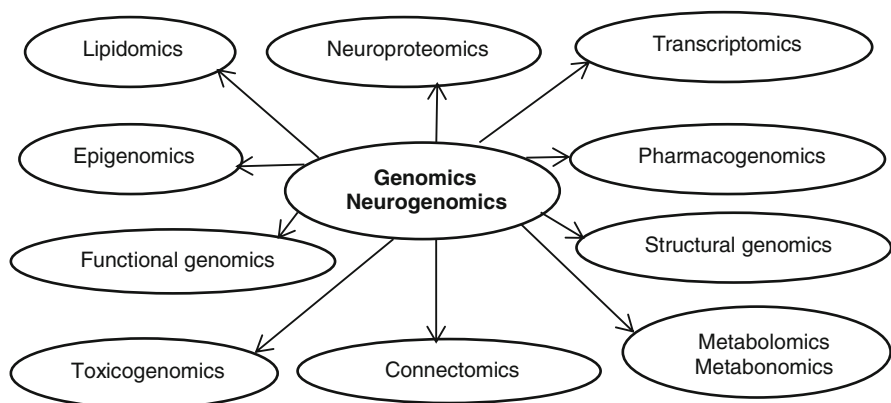 Lipidomics
Neuroproteomics
Transcriptomics
Epigenomics
Genomics
Neurogenomics
Pharmacogenomics
Functional genomics
Structural genomics
Toxicogenomics
Connectomics
Metabolomics
Metabonomics